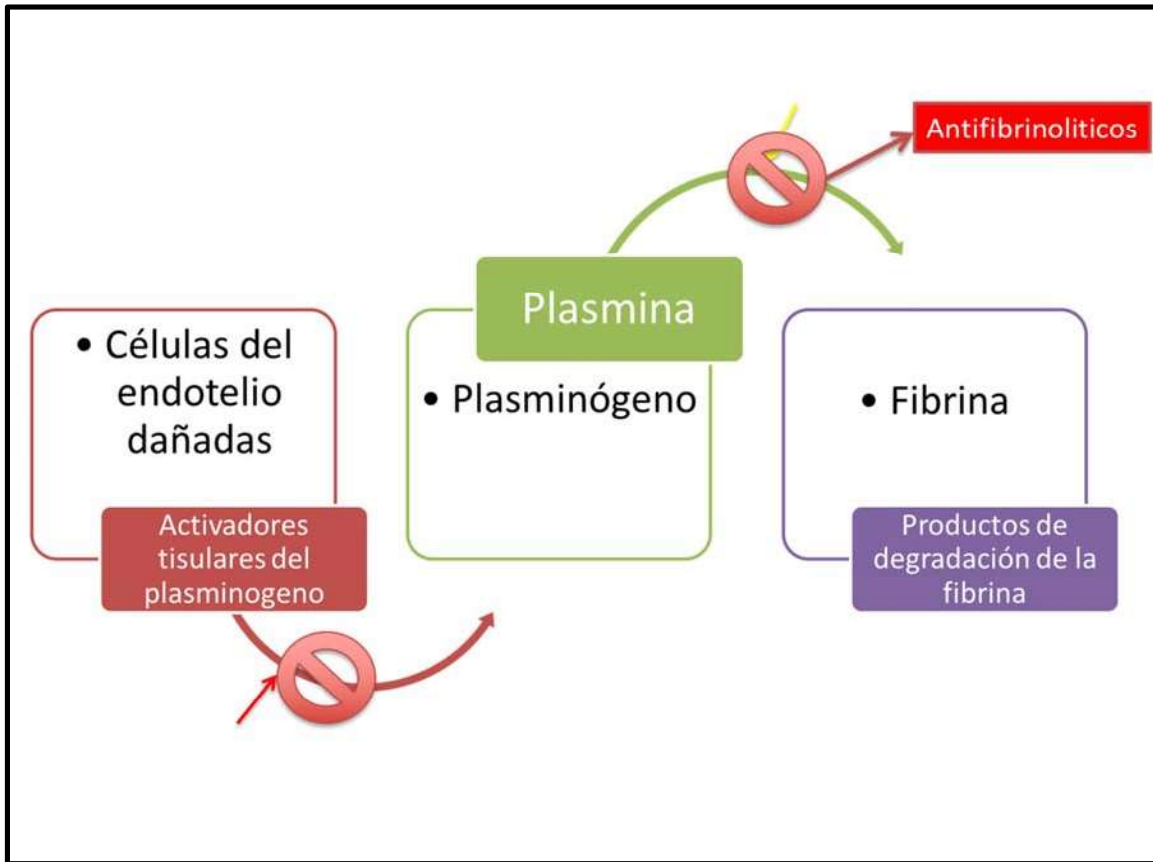 Antifibrinoliticos
Plasmina
• Células del
endotelio
dañadas
• Plasminógeno
• Fibrina
Activadores
tisulares del
plasminogeno
Productos de
degradación de la
fibrina